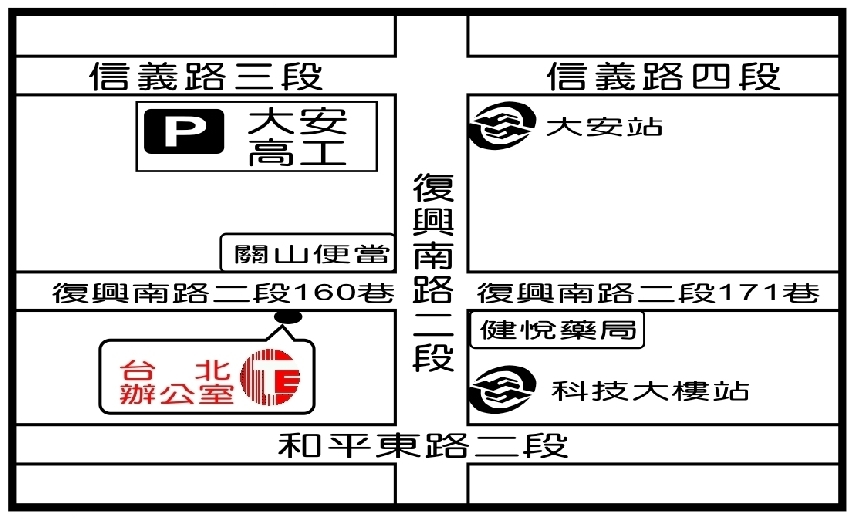 信義路三段
信義路四段
P
大安
高工
大安站
復興南路二段
關山便當
復興南路二段160巷
復興南路二段171巷
健悅藥局
台北
辦公室
科技大樓站
和平東路二段